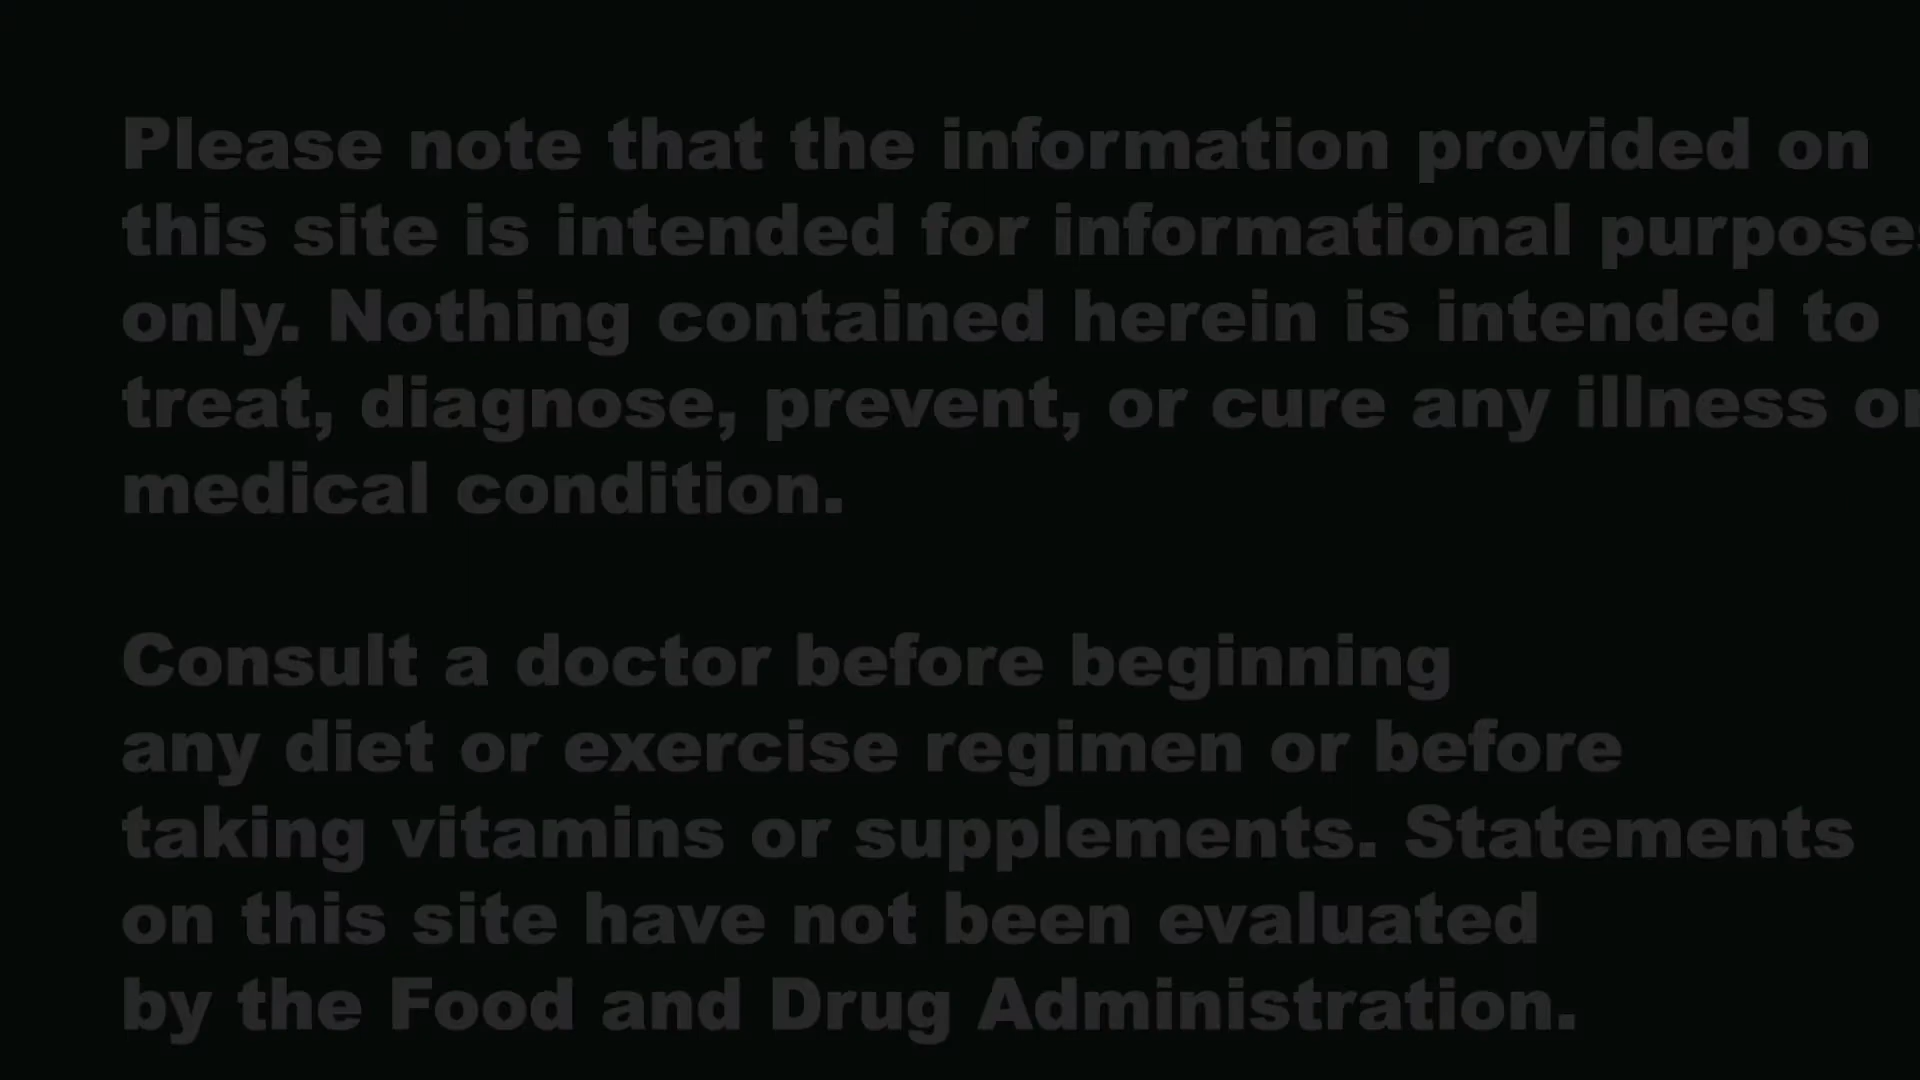 Please note that the information provided on
this site is intended for informational purposes
only. Nothing contained herein is intended to
treat, diagnose, prevent, or cure any illness or
medical condition.
Consult a doctor before beginning
any diet or exercise regimen or before
taking vitamins or supplements. Statements
on this site have not been evaluated
by the Food and Drug Administration.